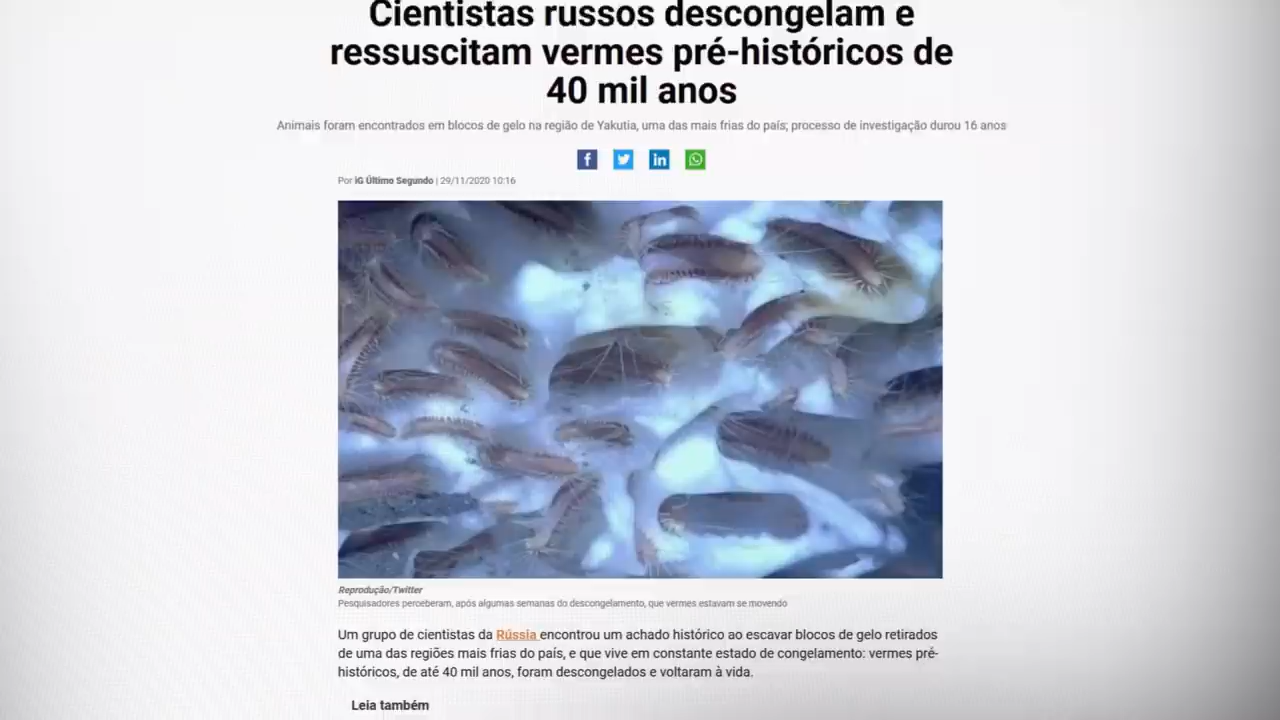 Cientistas russos descongelam e
ressuscitam vermes pré-históricos de
40 mil anos
Animais foram encontrados em blocos de gelo na região de Yakutia, uma das mais frias do país; processo de investigação durou 16 anos
Por iG Último Segundo | 29/11/2020 10:16
Reprodução/Twitter
Pesquisadores perceberam, após algumas semanas do descongelamento, que vermes estavam se movendo
Um grupo de cientistas da Rússia encontrou um achado histórico ao escavar blocos de gelo retirados
de uma das regiões mais frias do país, e que vive em constante estado de congelamento: vermes pré-
históricos, de até 40 mil anos, foram descongelados e voltaram à vida.
Leia também